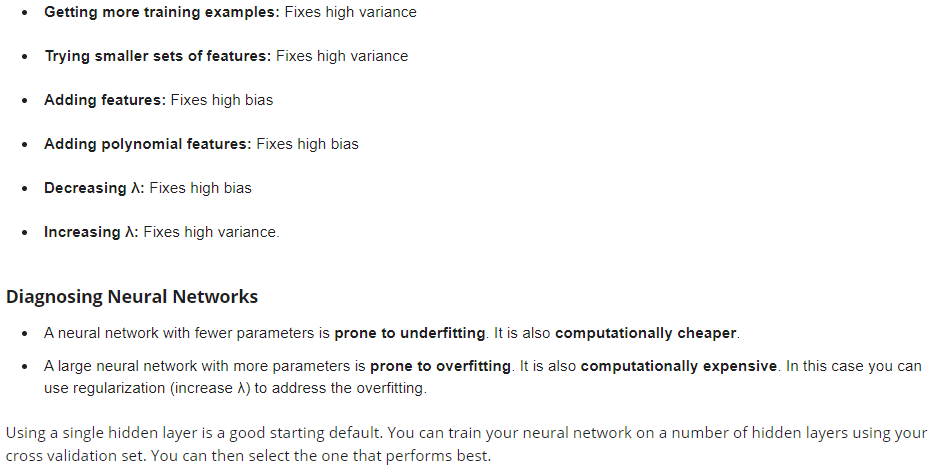 • Getting more training examples: Fixes high variance
• Trying smaller sets of features: Fixes high variance
• Adding features: Fixes high bias
• Adding polynomial features: Fixes high bias
• Decreasing λ: Fixes high bias
• Increasing λ: Fixes high variance.
Diagnosing Neural Networks
• A neural network with fewer parameters is prone to underfitting. It is also computationally cheaper.
• A large neural network with more parameters is prone to overfitting. It is also computationally expensive. In this case you can
use regularization (increase λ) to address the overfitting.
Using a single hidden layer is a good starting default. You can train your neural network on a number of hidden layers using your
cross validation set. You can then select the one that performs best.